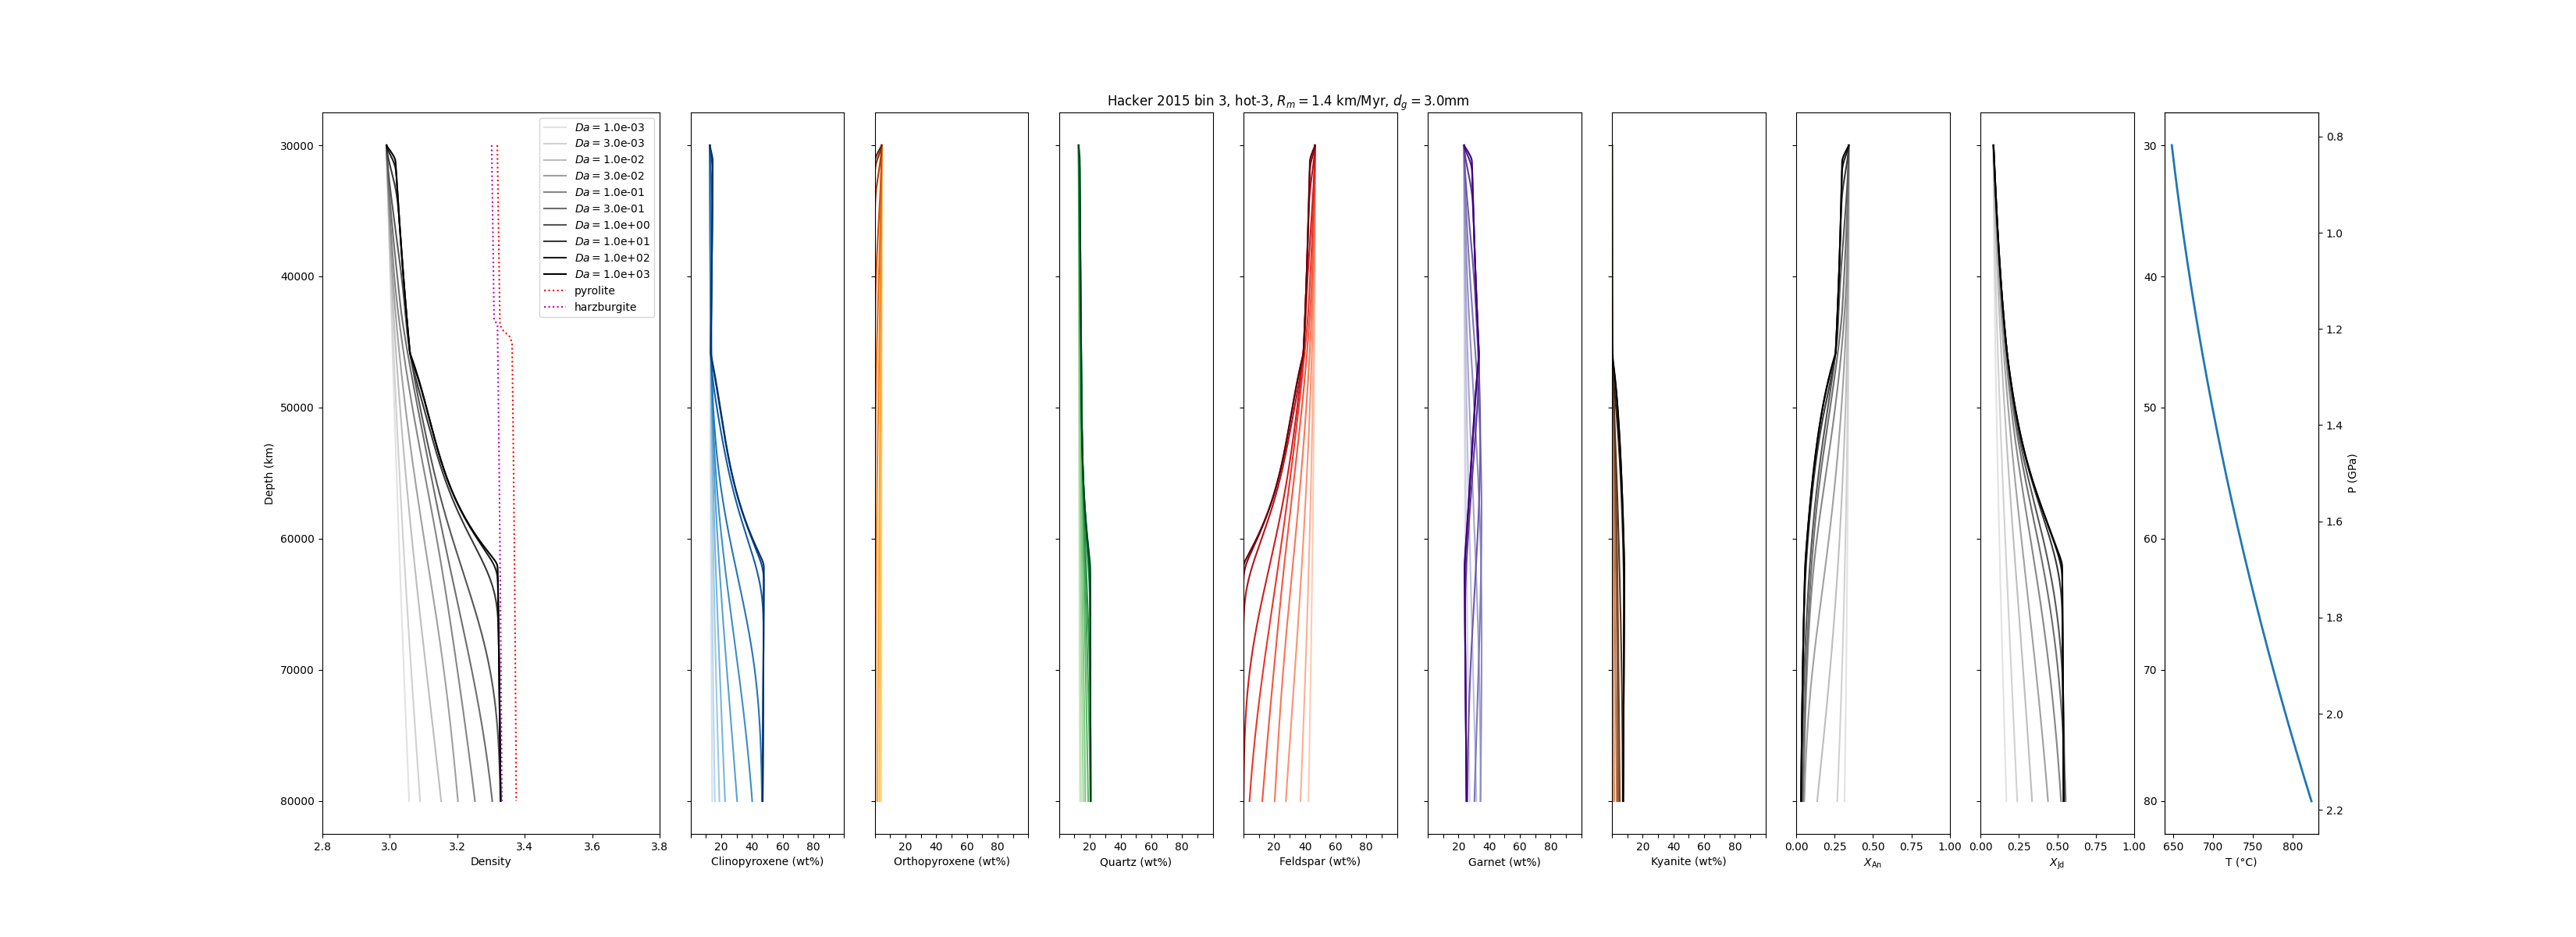 Hacker 2015 bin 3, hot-3, R_m = 1.4 km/Myr, d_g = 3.0mm
Da = 1.0e-03
Da = 3.0e-03
Da = 1.0e-02
Da = 3.0e-02
Da = 1.0e-01
Da = 3.0e-01
Da = 1.0e+00
Da = 1.0e+01
Da = 1.0e+02
Da = 1.0e+03
pyrolite
harzburgite
Depth (km)
30000
40000
50000
60000
70000
80000
2.8 3.0 3.2 3.4 3.6 3.8
Density
20 40 60 80
Clinopyroxene (wt%)
20 40 60 80
Orthopyroxene (wt%)
20 40 60 80
Quartz (wt%)
20 40 60 80
Feldspar (wt%)
20 40 60 80
Garnet (wt%)
20 40 60 80
Kyanite (wt%)
0.00 0.25 0.50 0.75 1.00
X_An
0.00 0.25 0.50 0.75 1.00
X_Jd
30
40
50
60
70
80
650 700 750 800
T (°C)
0.8
1.0
1.2
1.4
1.6
1.8
2.0
2.2
P (GPa)